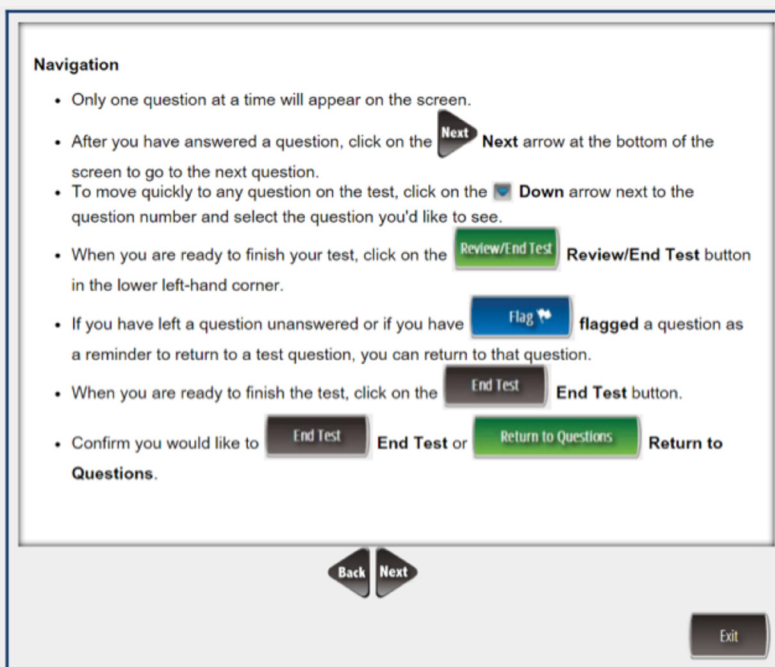 Navigation
• Only one question at a time will appear on the screen.
• After you have answered a question, click on the Next Next arrow at the bottom of the
screen to go to the next question.
• To move quickly to any question on the test, click on the Down arrow next to the
question number and select the question you'd like to see.
• When you are ready to finish your test, click on the Review/End Test Review/End Test button
in the lower left-hand corner.
• If you have left a question unanswered or if you have Flag flagged a question as
a reminder to return to a test question, you can return to that question.
• When you are ready to finish the test, click on the End Test End Test button.
• Confirm you would like to End Test End Test or Return to Questions Return to
Questions.
Back Next
Exit